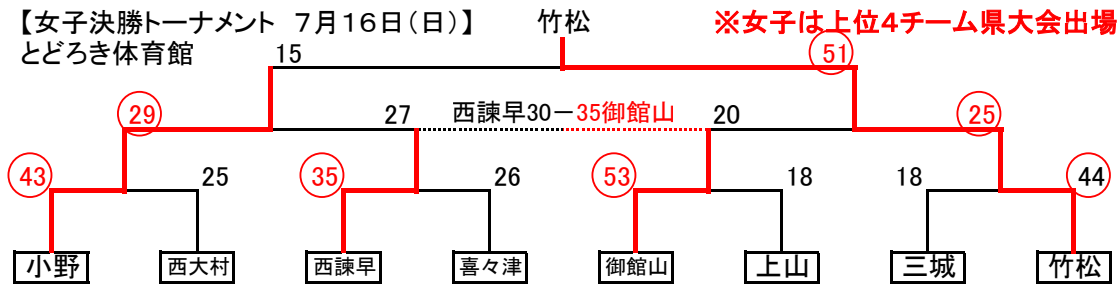 【女子決勝トーナメント ７月１６日（日）】 竹松 ※女子は上位４チーム県大会出場
とどろき体育館
15 51
29 27 西諫早30－35御館山 20 25
43 25 35 26 53 18 18 44
小野 西大村 西諫早 喜々津 御館山 上山 三城 竹松